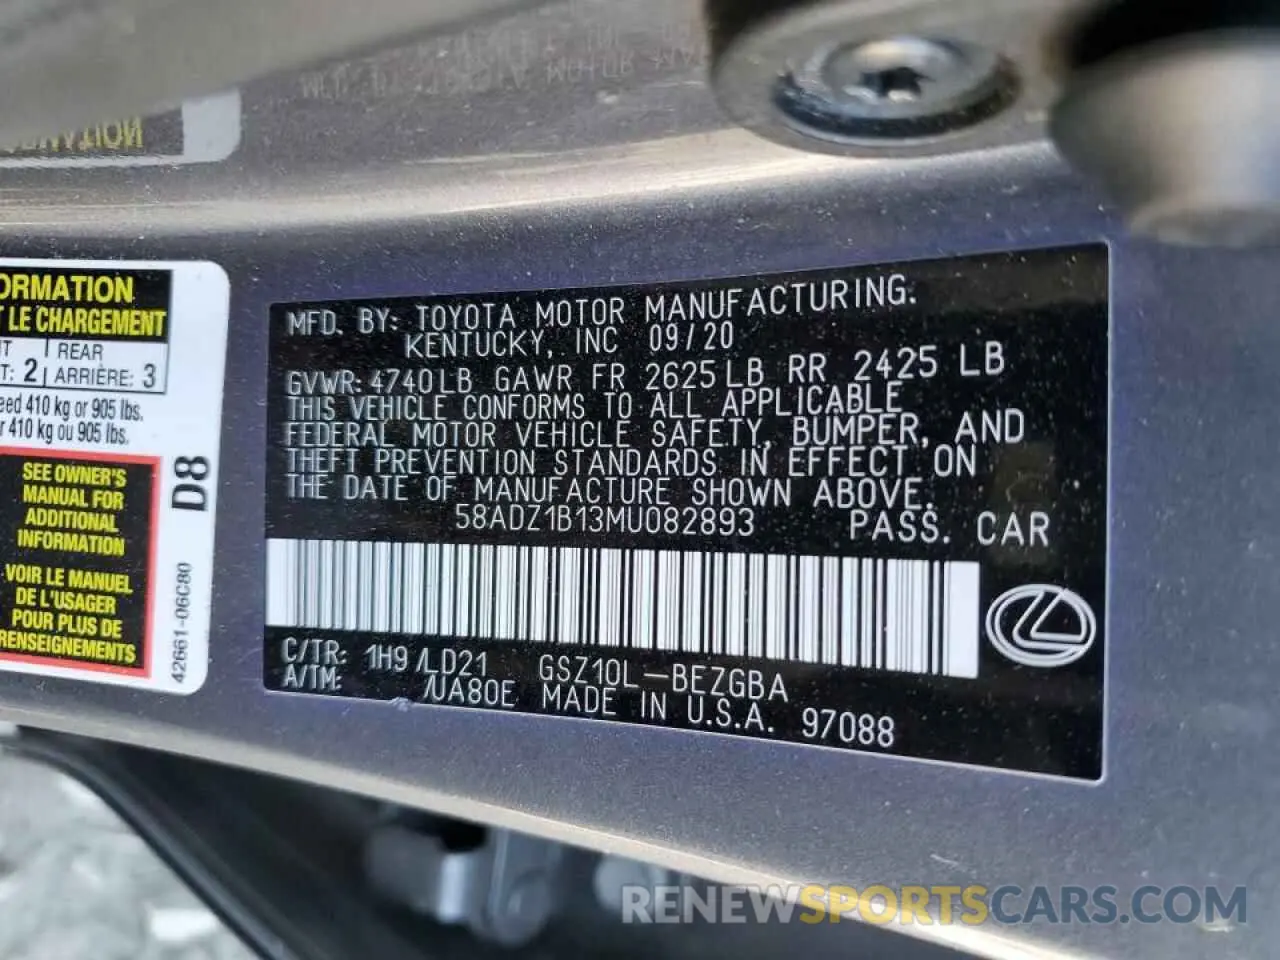 ORMATION
T LE CHARGEMENT
REAR
T: 2 ARRIÈRE: 3
eed 410 kg or 905 lbs.
r 410 kg ou 905 lbs.
SEE OWNER'S
MANUAL FOR
ADDITIONAL
INFORMATION
VOIR LE MANUEL
DE L'USAGER
POUR PLUS DE
RENSEIGNEMENTS
D8
42661-06C80
MFD. BY: TOYOTA MOTOR MANUFACTURING.
KENTUCKY, INC 09/20
GVWR: 4740LB GAWR FR 2625LB RR 2425 LB
THIS VEHICLE CONFORMS TO ALL APPLICABLE
FEDERAL MOTOR VEHICLE SAFETY, BUMPER, AND
THEFT PREVENTION STANDARDS IN EFFECT ON
THE DATE OF MANUFACTURE SHOWN ABOVE.
58ADZ1B13MU082893 PASS. CAR
C/TR: 1H9 /LD21 GSZ10L-BEZGBA
A/TM: /UA80E MADE IN U.S.A. 97088
RENEWSPORTSCARS.COM